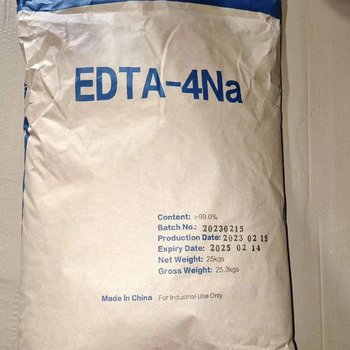 EDTA-4Na
Content: ≥99.0%
Batch No.: 20230215
Production Date: 2023 02 15
Expiry Date: 2025 02 14
Net Weight: 25kgs
Gross Weight: 25.3kgs
Made In China For Industrial Use Only